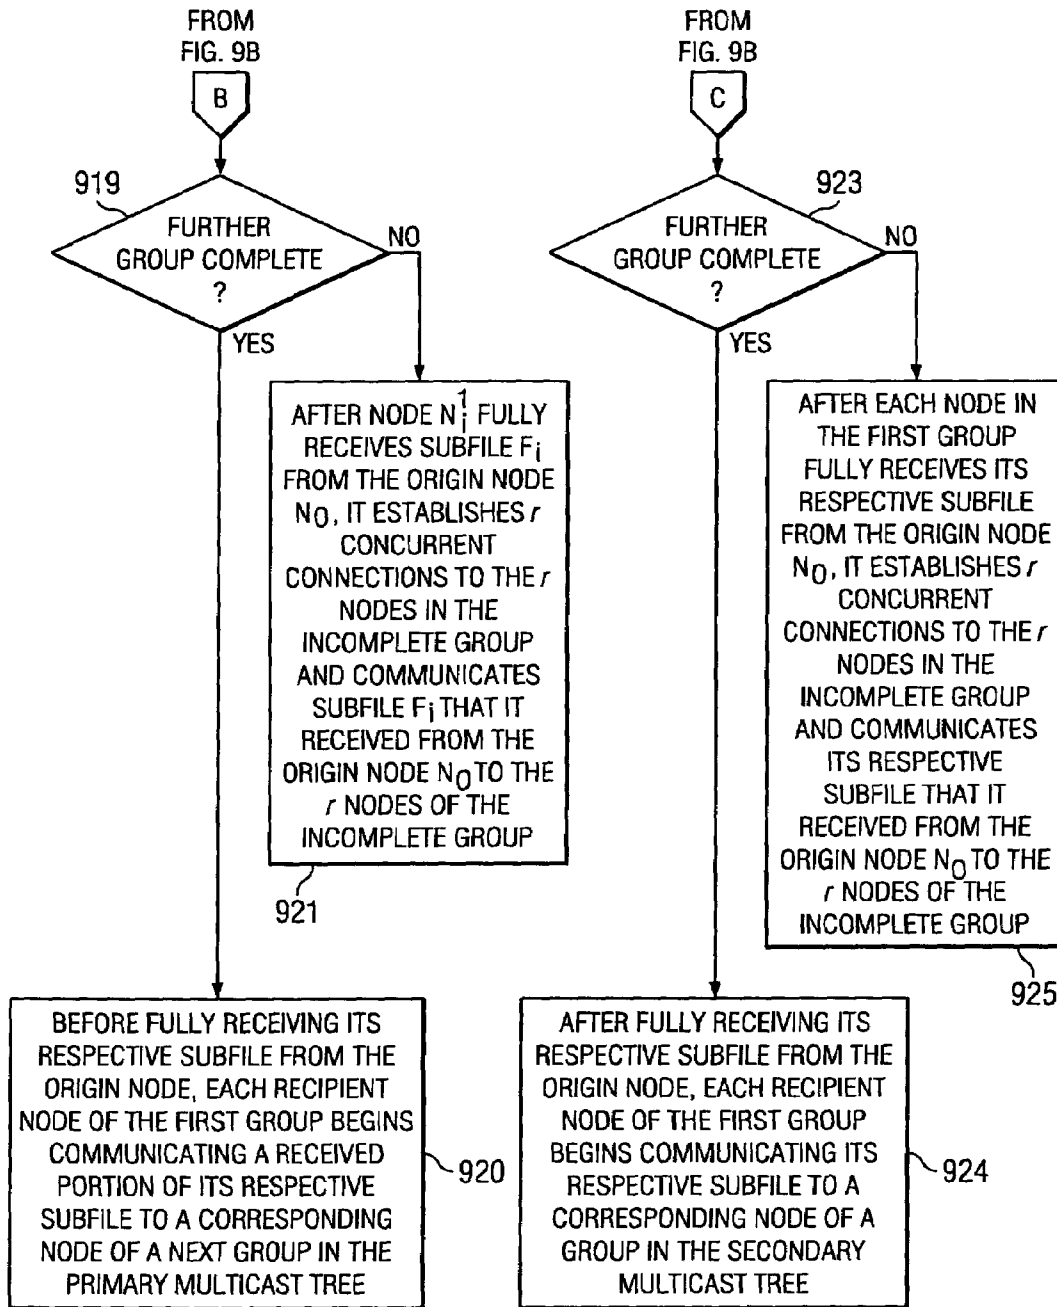 FROM
FIG. 9B
B
919
FURTHER
GROUP COMPLETE
?
NO
YES
AFTER NODE N¹i FULLY
RECEIVES SUBFILE Fi
FROM THE ORIGIN NODE
N0, IT ESTABLISHES r
CONCURRENT
CONNECTIONS TO THE r
NODES IN THE
INCOMPLETE GROUP
AND COMMUNICATES
SUBFILE Fi THAT IT
RECEIVED FROM THE
ORIGIN NODE N0 TO THE
r NODES OF THE
INCOMPLETE GROUP
921
BEFORE FULLY RECEIVING ITS
RESPECTIVE SUBFILE FROM THE
ORIGIN NODE, EACH RECIPIENT
NODE OF THE FIRST GROUP BEGINS
COMMUNICATING A RECEIVED
PORTION OF ITS RESPECTIVE
SUBFILE TO A CORRESPONDING
NODE OF A NEXT GROUP IN THE
PRIMARY MULTICAST TREE
920
FROM
FIG. 9B
C
923
FURTHER
GROUP COMPLETE
?
NO
YES
AFTER EACH NODE IN
THE FIRST GROUP
FULLY RECEIVES ITS
RESPECTIVE SUBFILE
FROM THE ORIGIN NODE
N0, IT ESTABLISHES r
CONCURRENT
CONNECTIONS TO THE r
NODES IN THE
INCOMPLETE GROUP
AND COMMUNICATES
ITS RESPECTIVE
SUBFILE THAT IT
RECEIVED FROM THE
ORIGIN NODE N0 TO THE
r NODES OF THE
INCOMPLETE GROUP
925
AFTER FULLY RECEIVING ITS
RESPECTIVE SUBFILE FROM THE
ORIGIN NODE, EACH RECIPIENT
NODE OF THE FIRST GROUP
BEGINS COMMUNICATING ITS
RESPECTIVE SUBFILE TO A
CORRESPONDING NODE OF A
GROUP IN THE SECONDARY
MULTICAST TREE
924